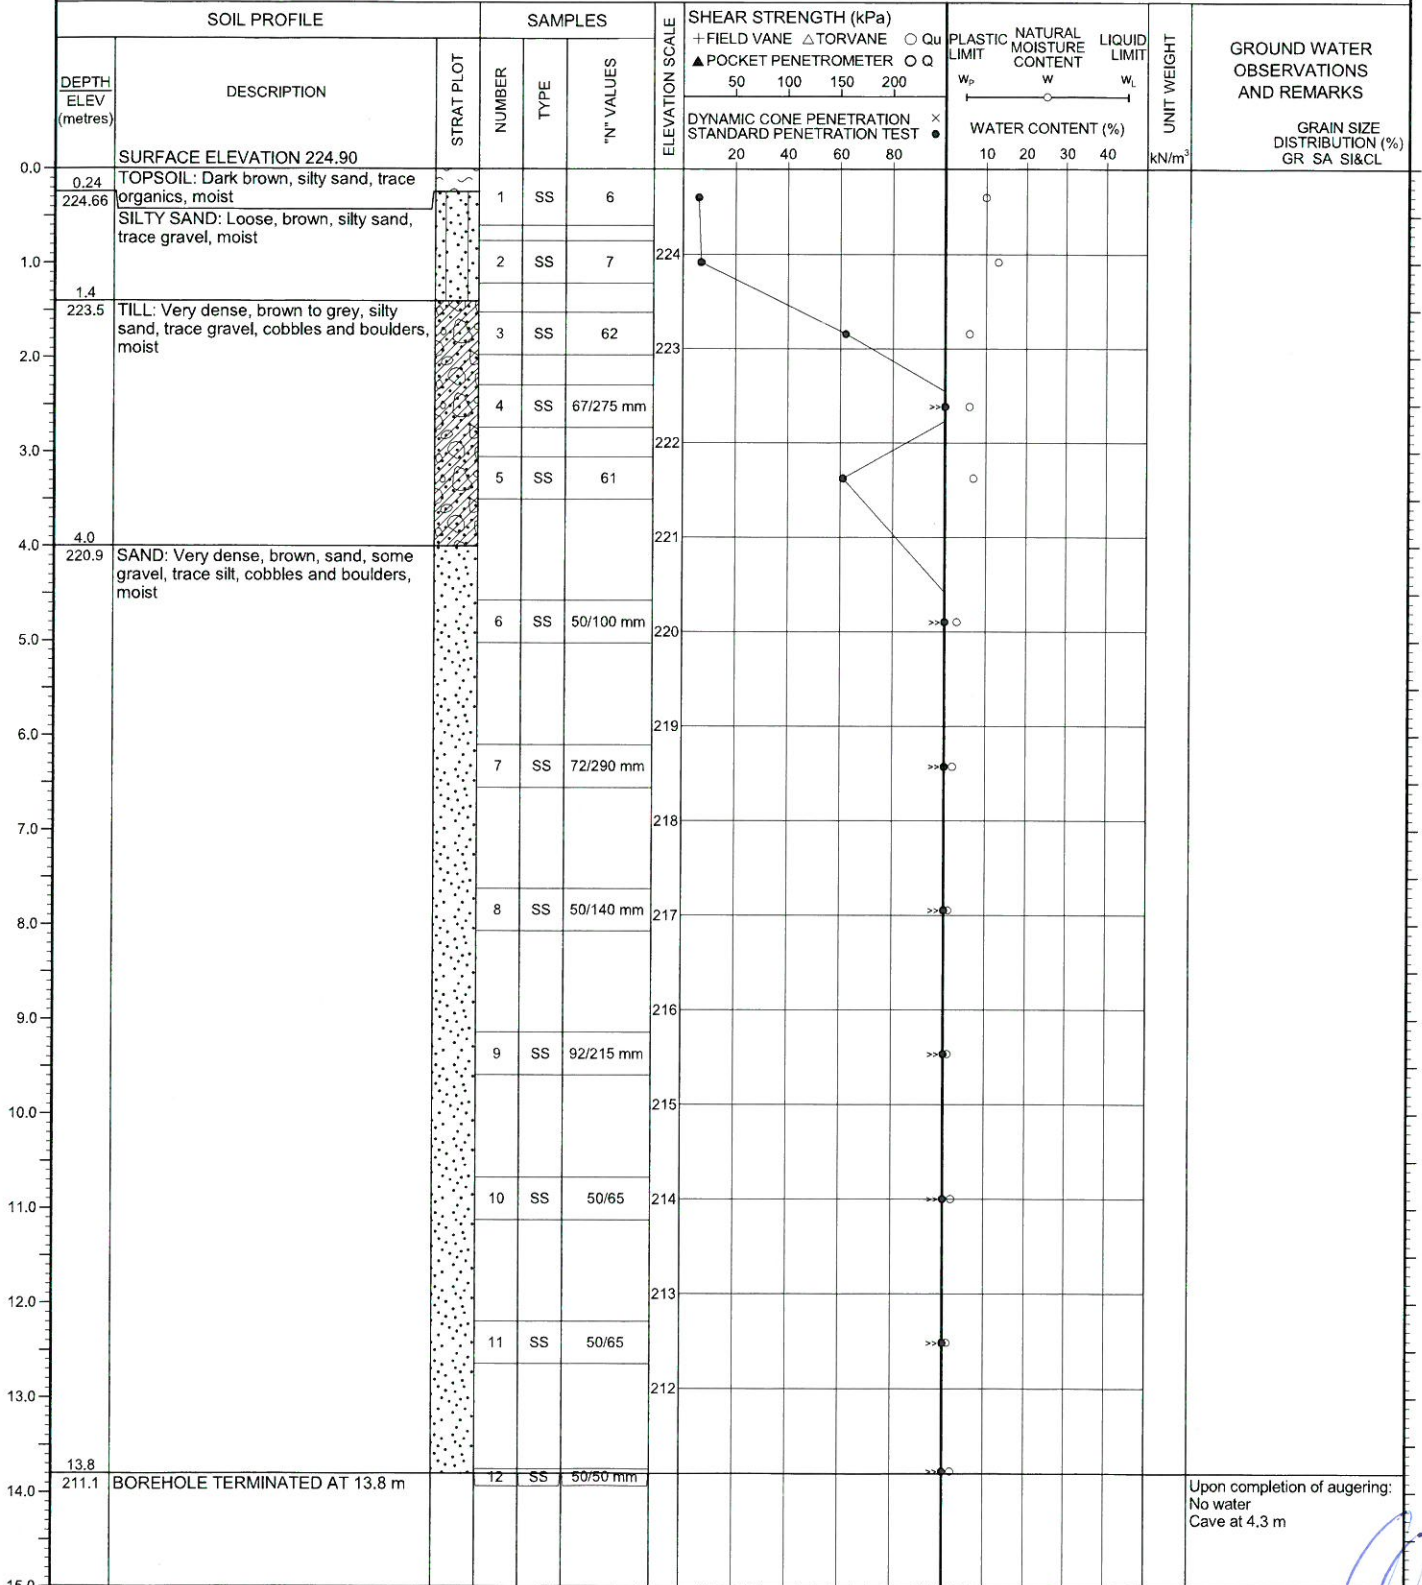 SOIL PROFILE
SAMPLES
DEPTH
ELEV
(metres)
DESCRIPTION
STRAT PLOT
NUMBER
TYPE
"N" VALUES
ELEVATION SCALE
SHEAR STRENGTH (kPa)
+ FIELD VANE △ TORVANE ○ Qu
▲ POCKET PENETROMETER ○ Q
50 100 150 200
DYNAMIC CONE PENETRATION ×
STANDARD PENETRATION TEST ●
20 40 60 80
PLASTIC LIMIT
NATURAL MOISTURE CONTENT
LIQUID LIMIT
WP W WL
WATER CONTENT (%)
10 20 30 40
UNIT WEIGHT
kN/m³
GROUND WATER
OBSERVATIONS
AND REMARKS
GRAIN SIZE
DISTRIBUTION (%)
GR SA SI&CL
SURFACE ELEVATION 224.90
0.0
0.24
224.66
TOPSOIL: Dark brown, silty sand, trace
organics, moist
1 SS 6
SILTY SAND: Loose, brown, silty sand,
trace gravel, moist
224
1.0
2 SS 7
1.4
223.5
TILL: Very dense, brown to grey, silty
sand, trace gravel, cobbles and boulders,
moist
3 SS 62
223
2.0
4 SS 67/275 mm
>>
222
3.0
5 SS 61
221
4.0
4.0
220.9
SAND: Very dense, brown, sand, some
gravel, trace silt, cobbles and boulders,
moist
6 SS 50/100 mm
>>
220
5.0
219
6.0
7 SS 72/290 mm
>>
218
7.0
8 SS 50/140 mm
>>
217
8.0
216
9.0
9 SS 92/215 mm
>>
215
10.0
10 SS 50/65
>>
214
11.0
213
12.0
11 SS 50/65
>>
212
13.0
13.8
211.1
12 SS 50/50 mm
>>
BOREHOLE TERMINATED AT 13.8 m
14.0
Upon completion of augering:
No water
Cave at 4.3 m
15.0